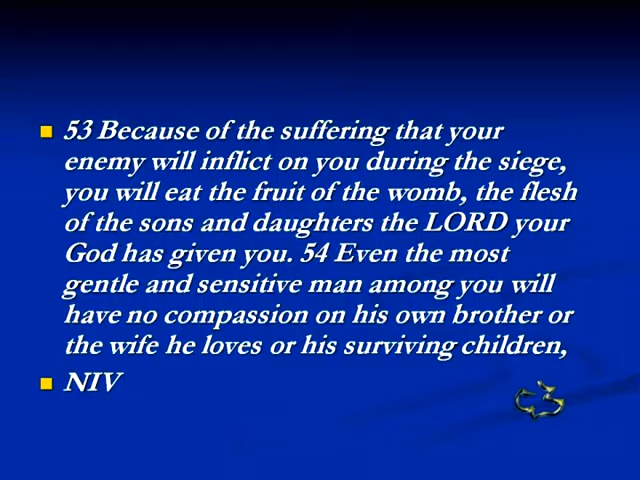 53 Because of the suffering that your
enemy will inflict on you during the siege,
you will eat the fruit of the womb, the flesh
of the sons and daughters the LORD your
God has given you. 54 Even the most
gentle and sensitive man among you will
have no compassion on his own brother or
the wife he loves or his surviving children,
NIV